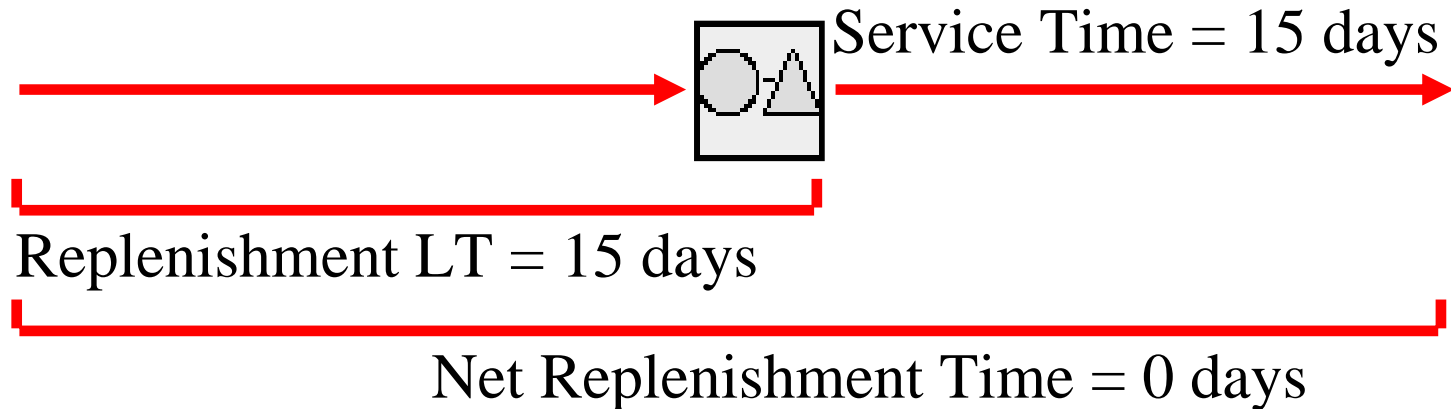 Service Time = 15 days
Replenishment LT = 15 days
Net Replenishment Time = 0 days